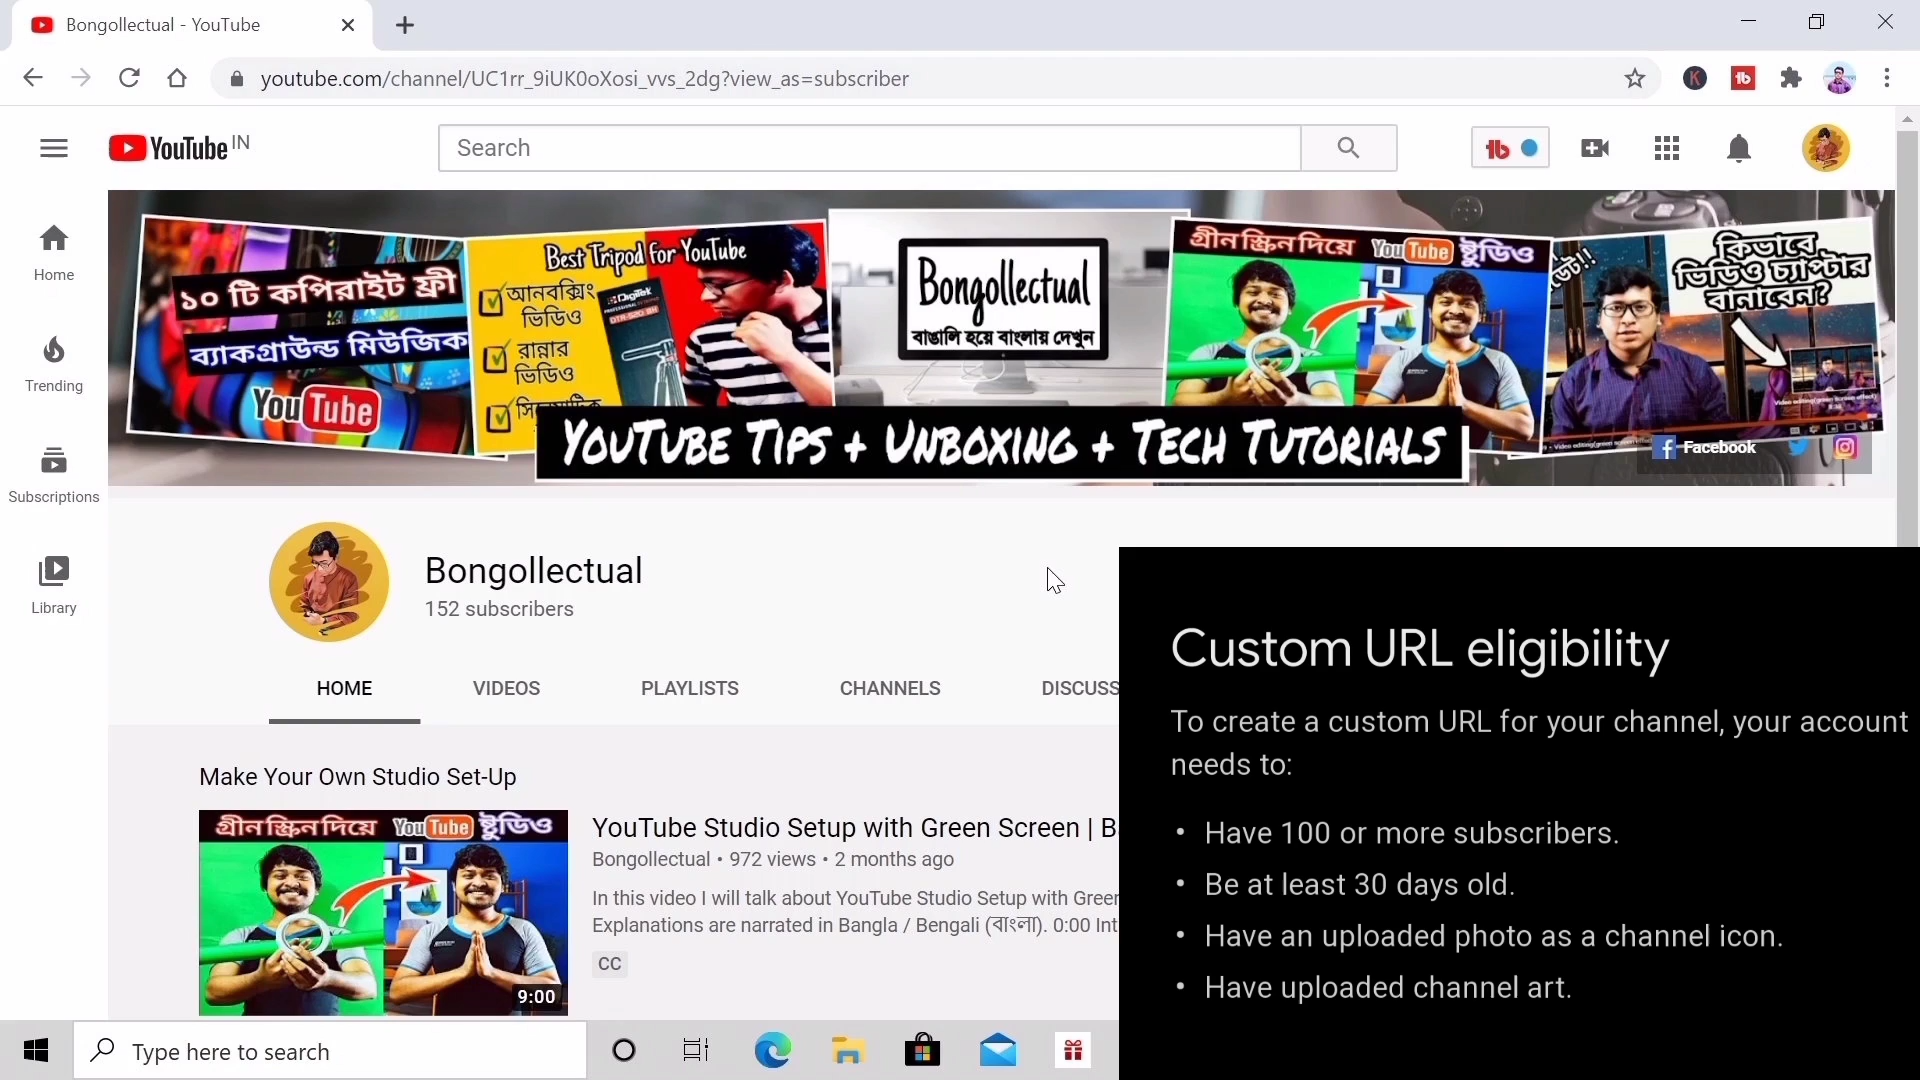 Bongollectual - YouTube
youtube.com/channel/UC1rr_9iUK0oXosi_vvs_2dg?view_as=subscriber
YouTube IN
Search
Home
Trending
Subscriptions
Library
১০ টি কপিরাইট ফ্রী
ব্যাকগ্রাউন্ড মিউজিক
YouTube
Best Tripod for YouTube
আনবক্সিং
ভিডিও
রান্নার
ভিডিও
DIGITEK
Bongollectual
বাঙালি হয়ে বাংলায় দেখুন
গ্রীন স্ক্রিন দিয়ে YouTube ষ্টুডিও
কিভাবে
ভিডিও চ্যাপ্টার
বানাবেন?
YouTube Tips + Unboxing + Tech Tutorials
Facebook
Bongollectual
152 subscribers
HOME
VIDEOS
PLAYLISTS
CHANNELS
DISCUSS
Make Your Own Studio Set-Up
গ্রীন স্ক্রিন দিয়ে YouTube ষ্টুডিও
9:00
YouTube Studio Setup with Green Screen | B
Bongollectual • 972 views • 2 months ago
In this video I will talk about YouTube Studio Setup with Green
Explanations are narrated in Bangla / Bengali (বাংলা). 0:00 Int
CC
Custom URL eligibility
To create a custom URL for your channel, your account
needs to:
• Have 100 or more subscribers.
• Be at least 30 days old.
• Have an uploaded photo as a channel icon.
• Have uploaded channel art.
Type here to search